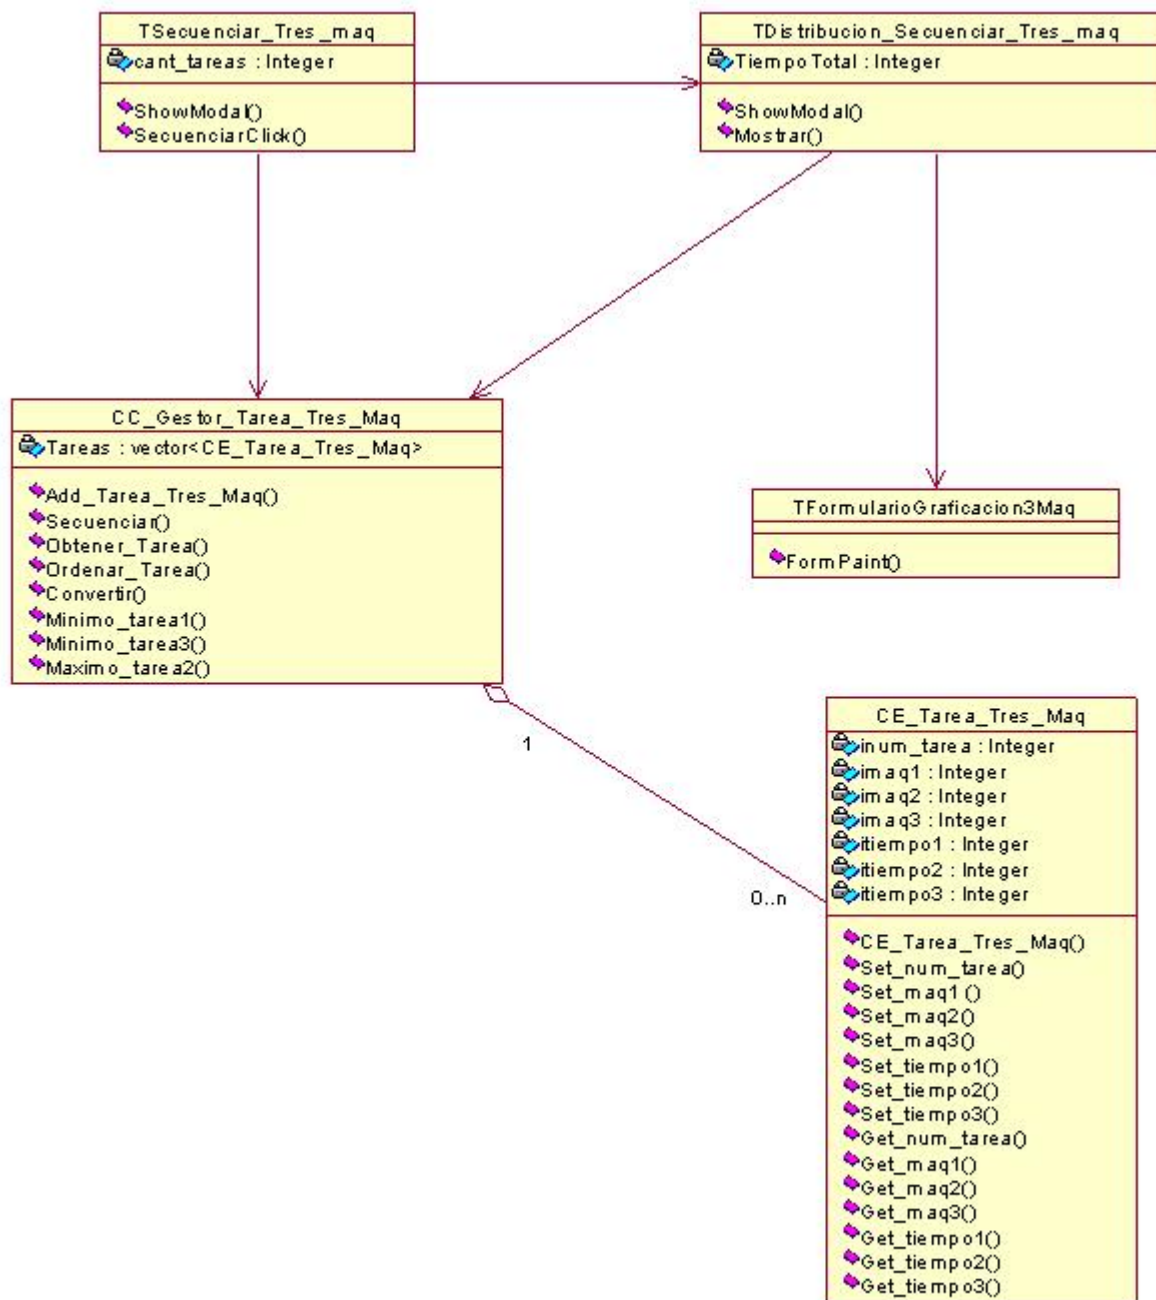 TSecuenciar_Tres_maq
cant_tareas : Integer
ShowModal()
SecuenciarClick()
TDistribucion_Secuenciar_Tres_maq
TiempoTotal : Integer
ShowModal()
Mostrar()
CC_Gestor_Tarea_Tres_Maq
Tareas : vector<CE_Tarea_Tres_Maq>
Add_Tarea_Tres_Maq()
Secuenciar()
Obtener_Tarea()
Ordenar_Tarea()
Convertir()
Minimo_tarea1()
Minimo_tarea3()
Maximo_tarea2()
TFormularioGraficacion3Maq
FormPaint()
1
0..n
CE_Tarea_Tres_Maq
inum_tarea : Integer
imaq1 : Integer
imaq2 : Integer
imaq3 : Integer
itiempo1 : Integer
itiempo2 : Integer
itiempo3 : Integer
CE_Tarea_Tres_Maq()
Set_num_tarea()
Set_maq1 ()
Set_maq2()
Set_maq3()
Set_tiempo1()
Set_tiempo2()
Set_tiempo3()
Get_num_tarea()
Get_maq1()
Get_maq2()
Get_maq3()
Get_tiempo1()
Get_tiempo2()
Get_tiempo3()